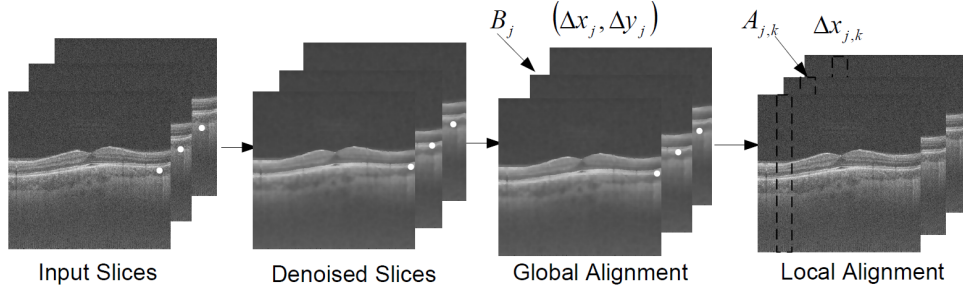 B_j (Δx_j, Δy_j) A_{j,k} Δx_{j,k}
Input Slices Denoised Slices Global Alignment Local Alignment